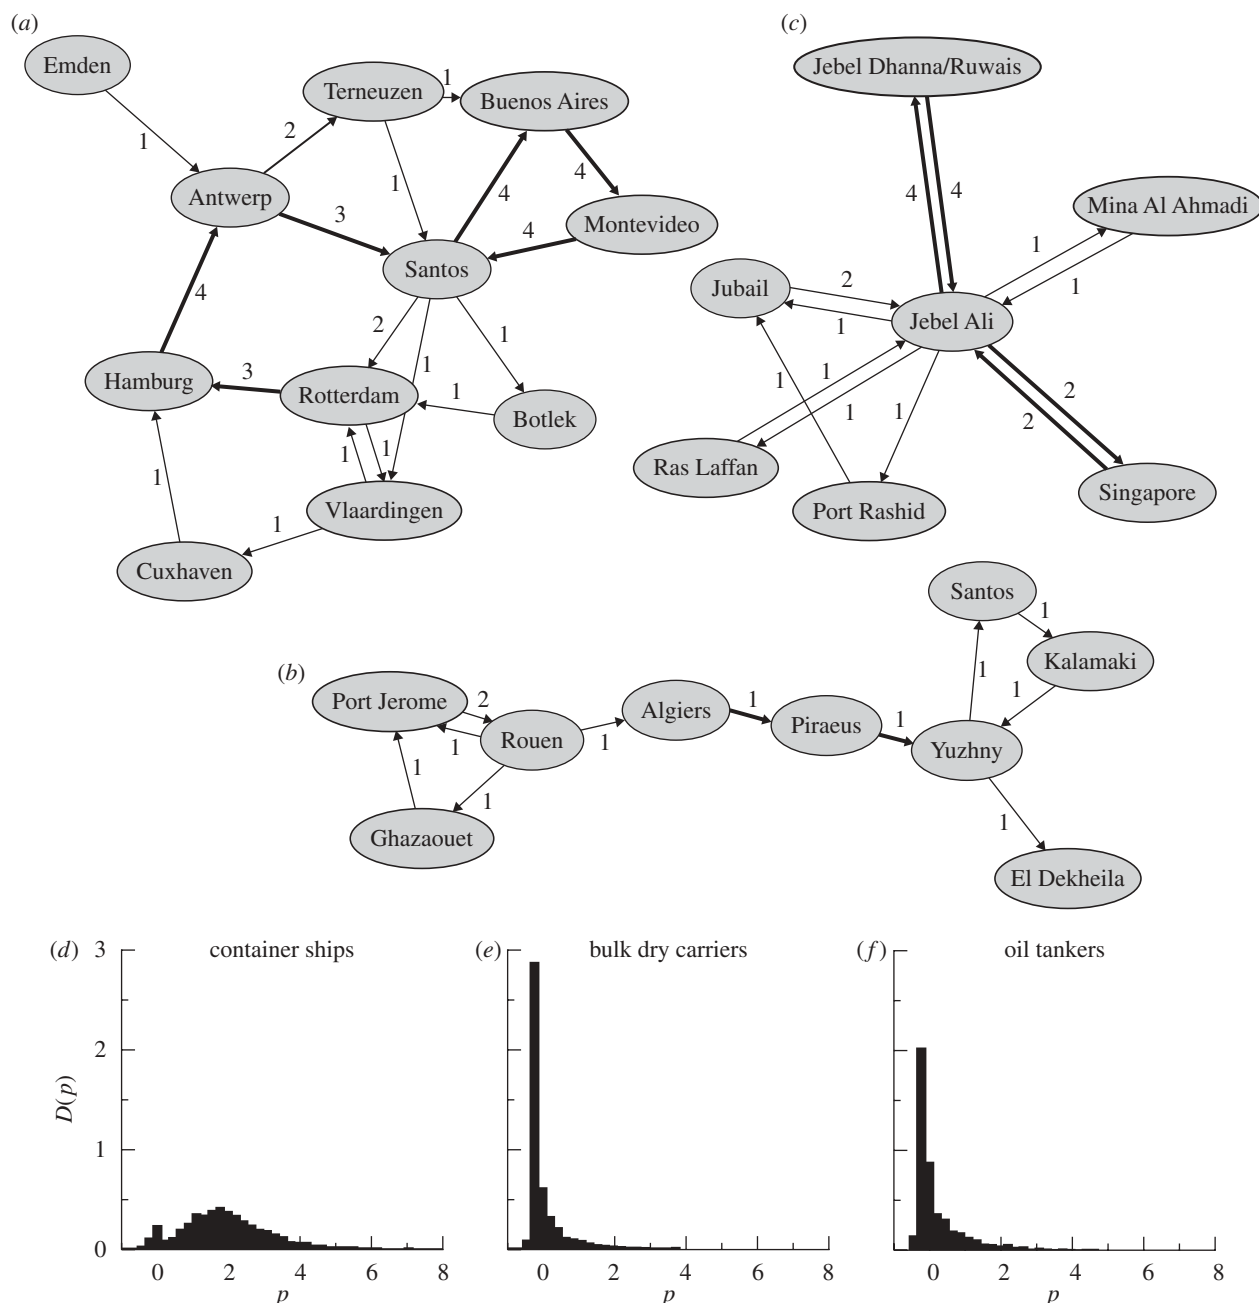 (a)
Emden
Terneuzen
1
Buenos Aires
1
2
Antwerp
1
4
4
3
Montevideo
4
Santos
4
2
1
1
Hamburg
3
Rotterdam
1
Botlek
1
1
1
Vlaardingen
1
Cuxhaven
(c)
Jebel Dhanna/Ruwais
4
4
Mina Al Ahmadi
1
1
Jubail
2
1
Jebel Ali
1
1
1
1
2
2
Ras Laffan
Port Rashid
Singapore
(b)
Santos
1
Kalamaki
1
1
Port Jerome
2
Algiers
1
Piraeus
1
Rouen
1
1
Yuzhny
1
1
Ghazaouet
1
El Dekheila
(d) container ships
3
2
1
0
D(p)
0 2 4 6 8
p
(e) bulk dry carriers
0 2 4 6 8
p
(f) oil tankers
0 2 4 6 8
p